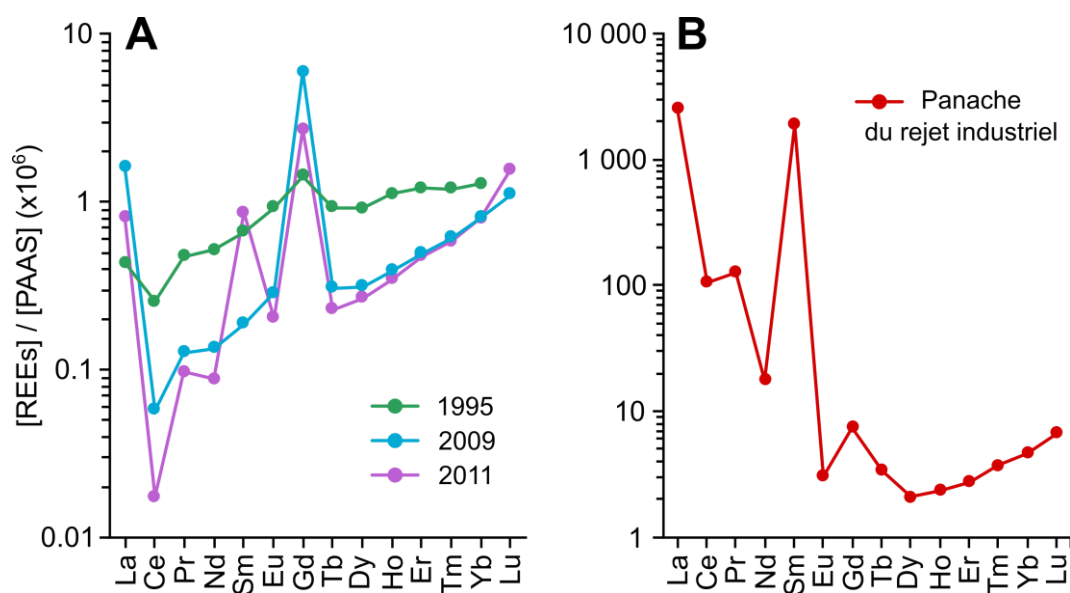 A
[REEs] / [PAAS] (x10⁶)
10
1
0.1
0.01
1995
2009
2011
La Ce Pr Nd Sm Eu Gd Tb Dy Ho Er Tm Yb Lu
B
10 000
1 000
100
10
1
Panache
du rejet industriel
La Ce Pr Nd Sm Eu Gd Tb Dy Ho Er Tm Yb Lu